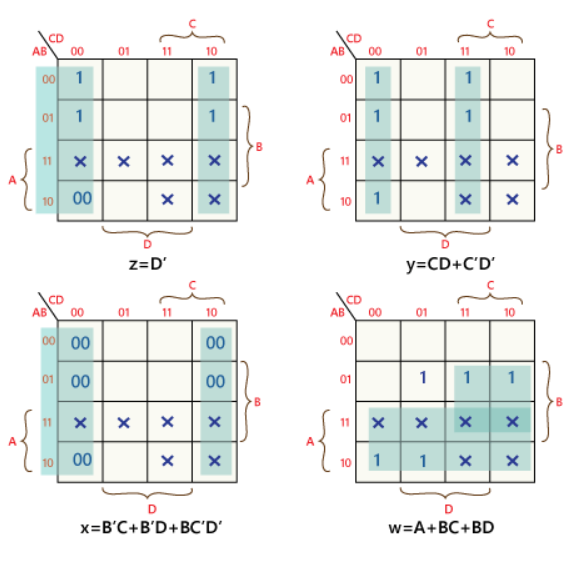 C C
CD CD
AB 00 01 11 10 AB 00 01 11 10
00 1 1 00 1 1
01 1 1 01 1 1
B B
A 11 × × × × A 11 × × × ×
10 00 × × 10 1 × ×
D D
z=D′ y=CD+C′D′
C C
CD CD
AB 00 01 11 10 AB 00 01 11 10
00 00 00 00
01 00 00 01 1 1 1
B B
A 11 × × × × A 11 × × × ×
10 00 × × 10 1 1 × ×
D D
x=B′C+B′D+BC′D′ w=A+BC+BD